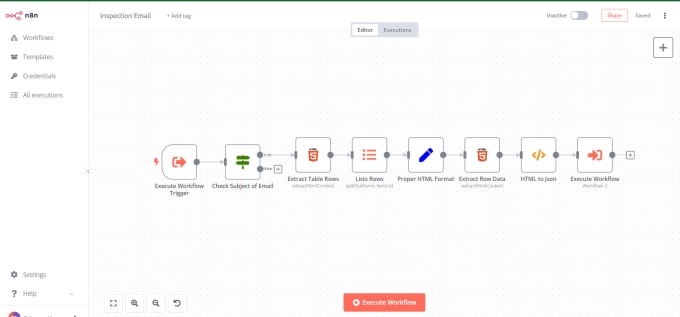 n8n
Inspection Email
+ Add tag
Inactive
Share
Saved
Editor
Executions
Workflows
Templates
Credentials
All executions
true
false
Execute Workflow
Trigger
Check Subject of Email
Extract Table Rows
extractHtmlContent
Lists Rows
splitOutItems: itemList
Proper HTML Format
Extract Row Data
extractHtmlContent
HTML to Json
Execute Workflow
Workflow: 2
Settings
Help
Execute Workflow